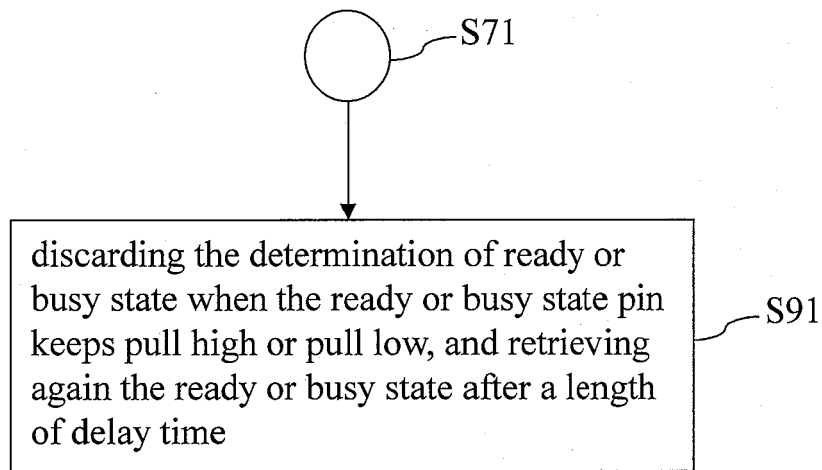 S71
discarding the determination of ready or
busy state when the ready or busy state pin
keeps pull high or pull low, and retrieving
again the ready or busy state after a length
of delay time
S91